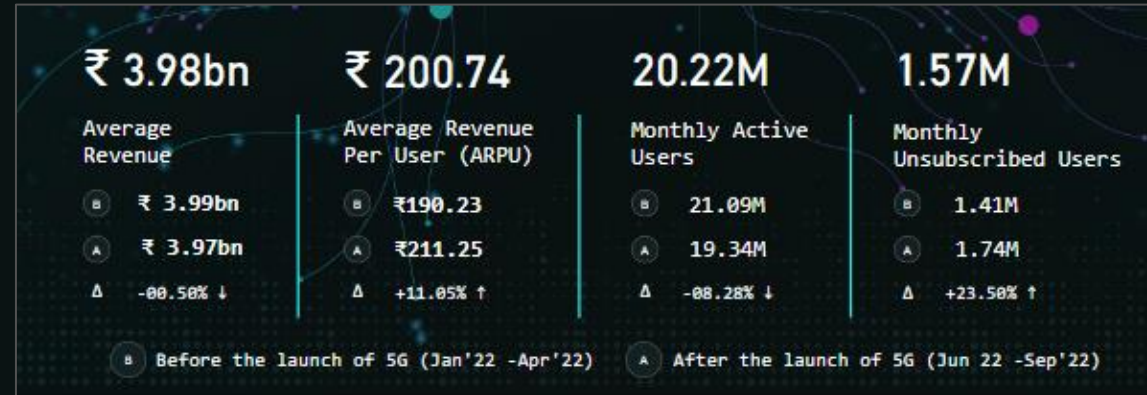 ₹ 3.98bn
Average
Revenue
B ₹ 3.99bn
A ₹ 3.97bn
Δ -00.50% ↓
₹ 200.74
Average Revenue
Per User (ARPU)
B ₹190.23
A ₹211.25
Δ +11.05% ↑
20.22M
Monthly Active
Users
B 21.09M
A 19.34M
Δ -08.28% ↓
1.57M
Monthly
Unsubscribed Users
B 1.41M
A 1.74M
Δ +23.50% ↑
B Before the launch of 5G (Jan'22 -Apr'22)
A After the launch of 5G (Jun 22 -Sep'22)